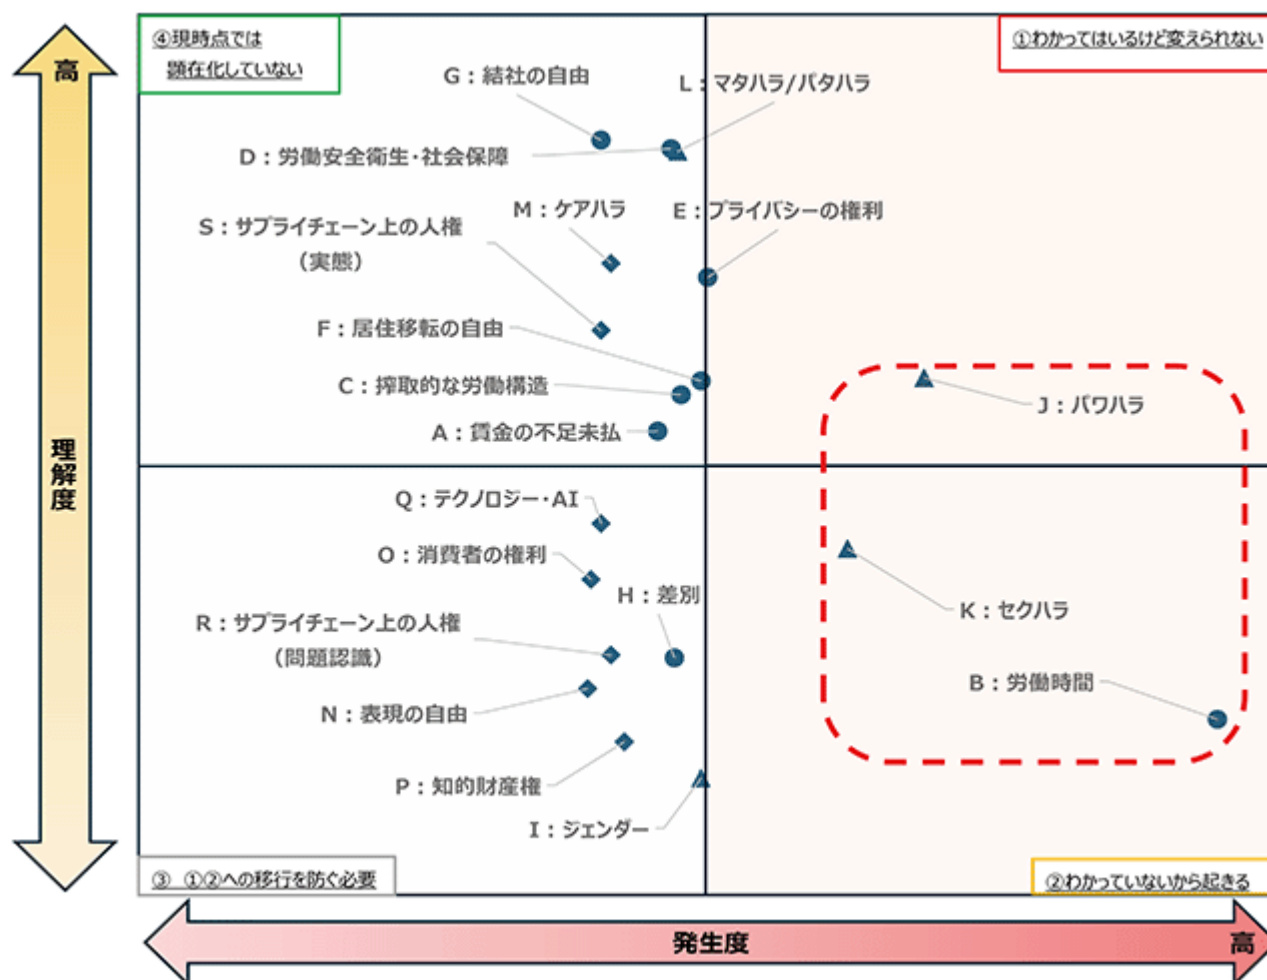 ④現時点では
顕在化していない
①わかってはいるけど変えられない
高
G：結社の自由
L：マタハラ/パタハラ
D：労働安全衛生・社会保障
M：ケアハラ
E：プライバシーの権利
S：サプライチェーン上の人権
（実態）
F：居住移転の自由
C：搾取的な労働構造
J：パワハラ
A：賃金の不足未払
理解度
Q：テクノロジー・AI
O：消費者の権利
H：差別
K：セクハラ
R：サプライチェーン上の人権
（問題認識）
B：労働時間
N：表現の自由
P：知的財産権
I：ジェンダー
③　①②への移行を防ぐ必要
②わかっていないから起きる
発生度
高